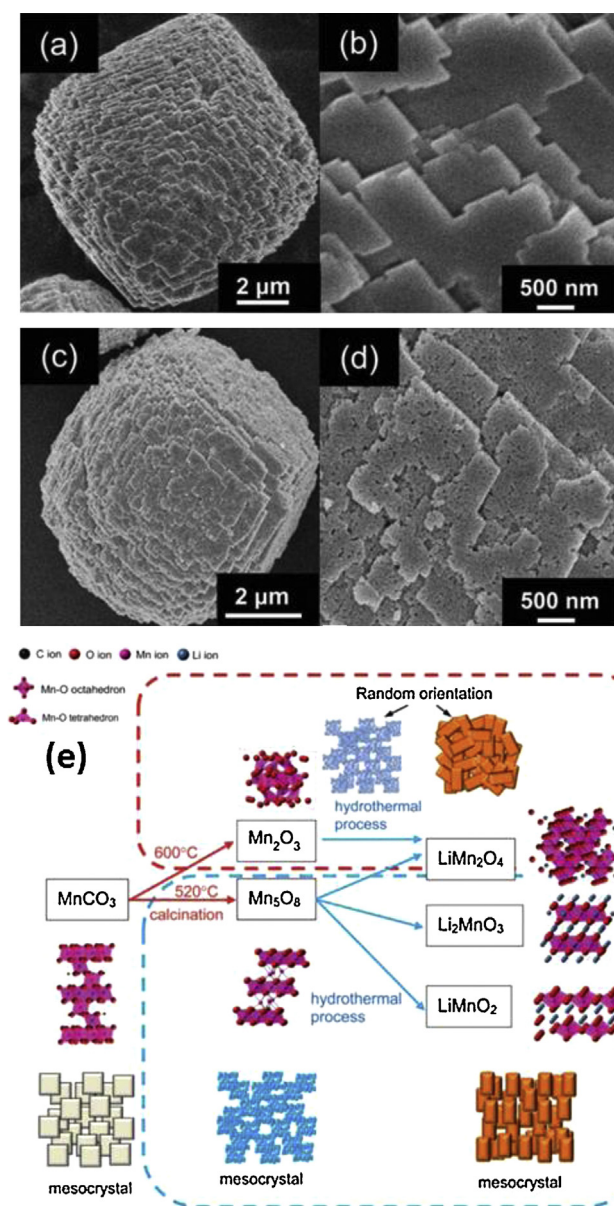 (a)
2 μm
(b)
500 nm
(c)
2 μm
(d)
500 nm
C ion O ion Mn ion Li ion
Mn-O octahedron
Mn-O tetrahedron
(e)
Random orientation
hydrothermal
process
600°C
Mn₂O₃
LiMn₂O₄
MnCO₃
520°C
calcination
Mn₅O₈
Li₂MnO₃
hydrothermal
process
LiMnO₂
mesocrystal
mesocrystal
mesocrystal